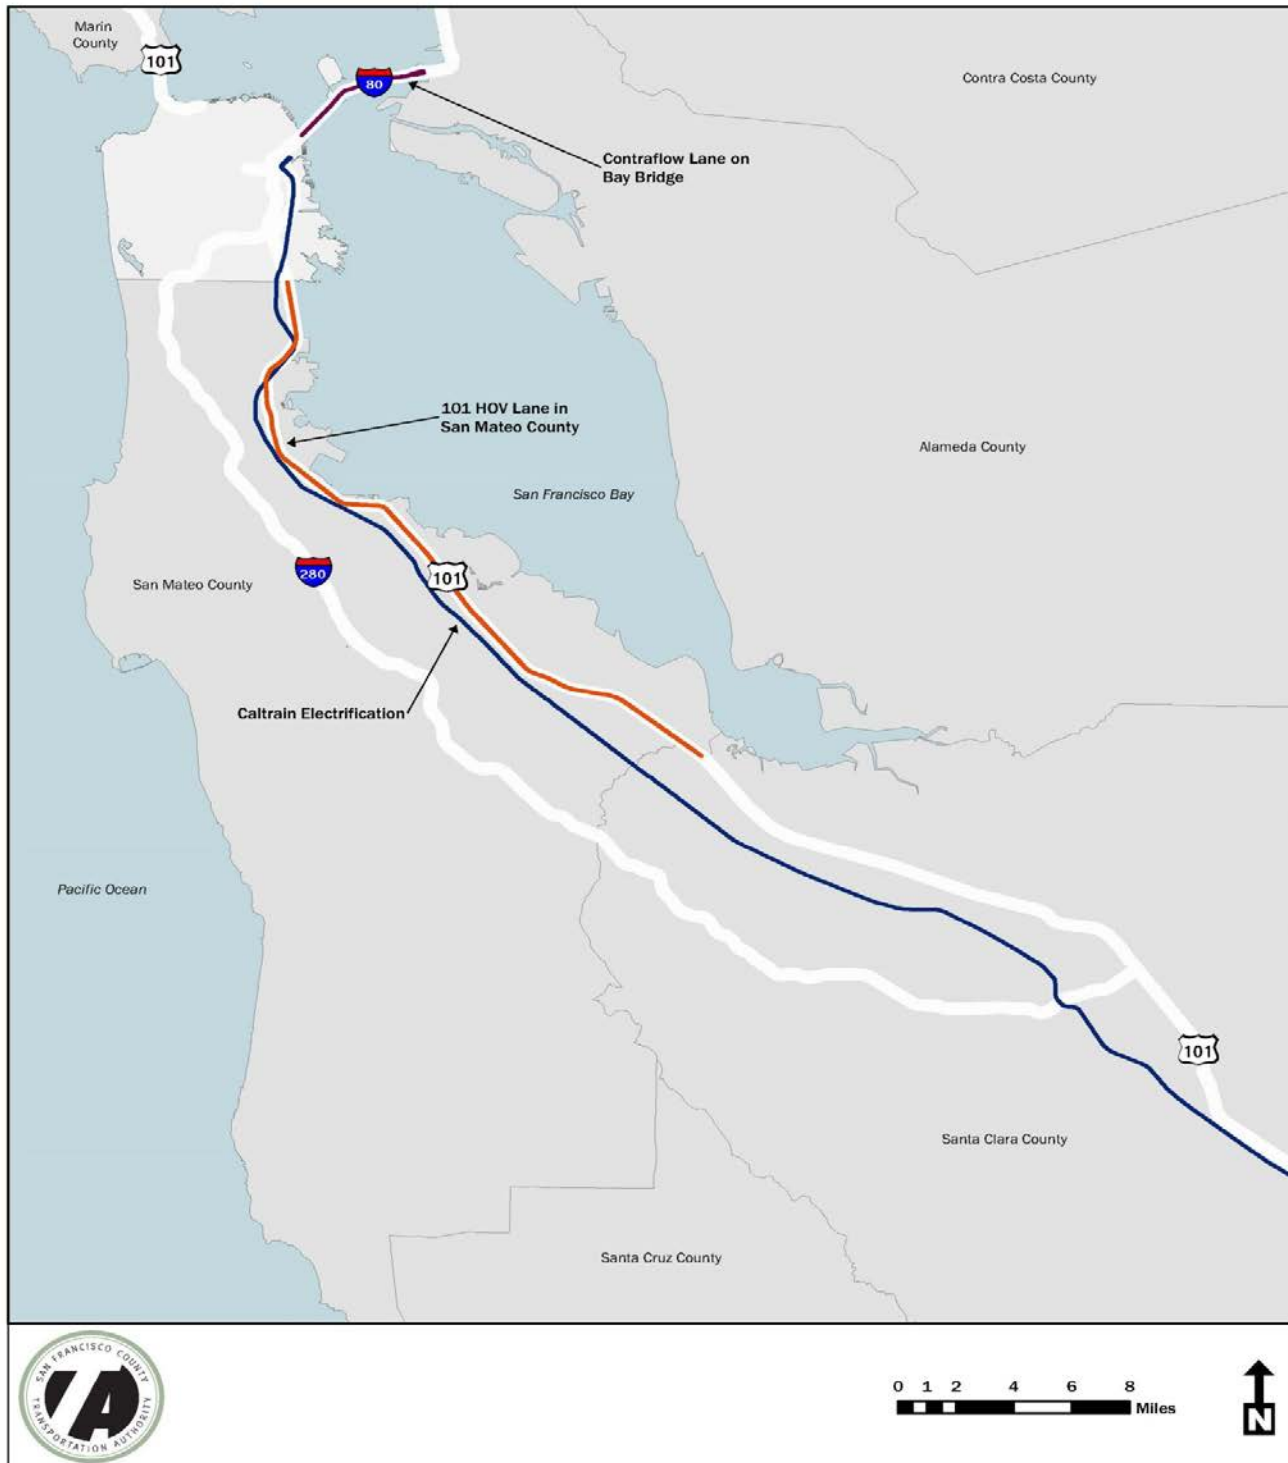 Marin
County
101
80
Contra Costa County
Contraflow Lane on
Bay Bridge
101 HOV Lane in
San Mateo County
Alameda County
San Francisco Bay
280
San Mateo County
101
Caltrain Electrification
Pacific Ocean
101
Santa Clara County
Santa Cruz County
SAN FRANCISCO COUNTY
TRANSPORTATION AUTHORITY
TA
0 1 2 4 6 8
Miles
N